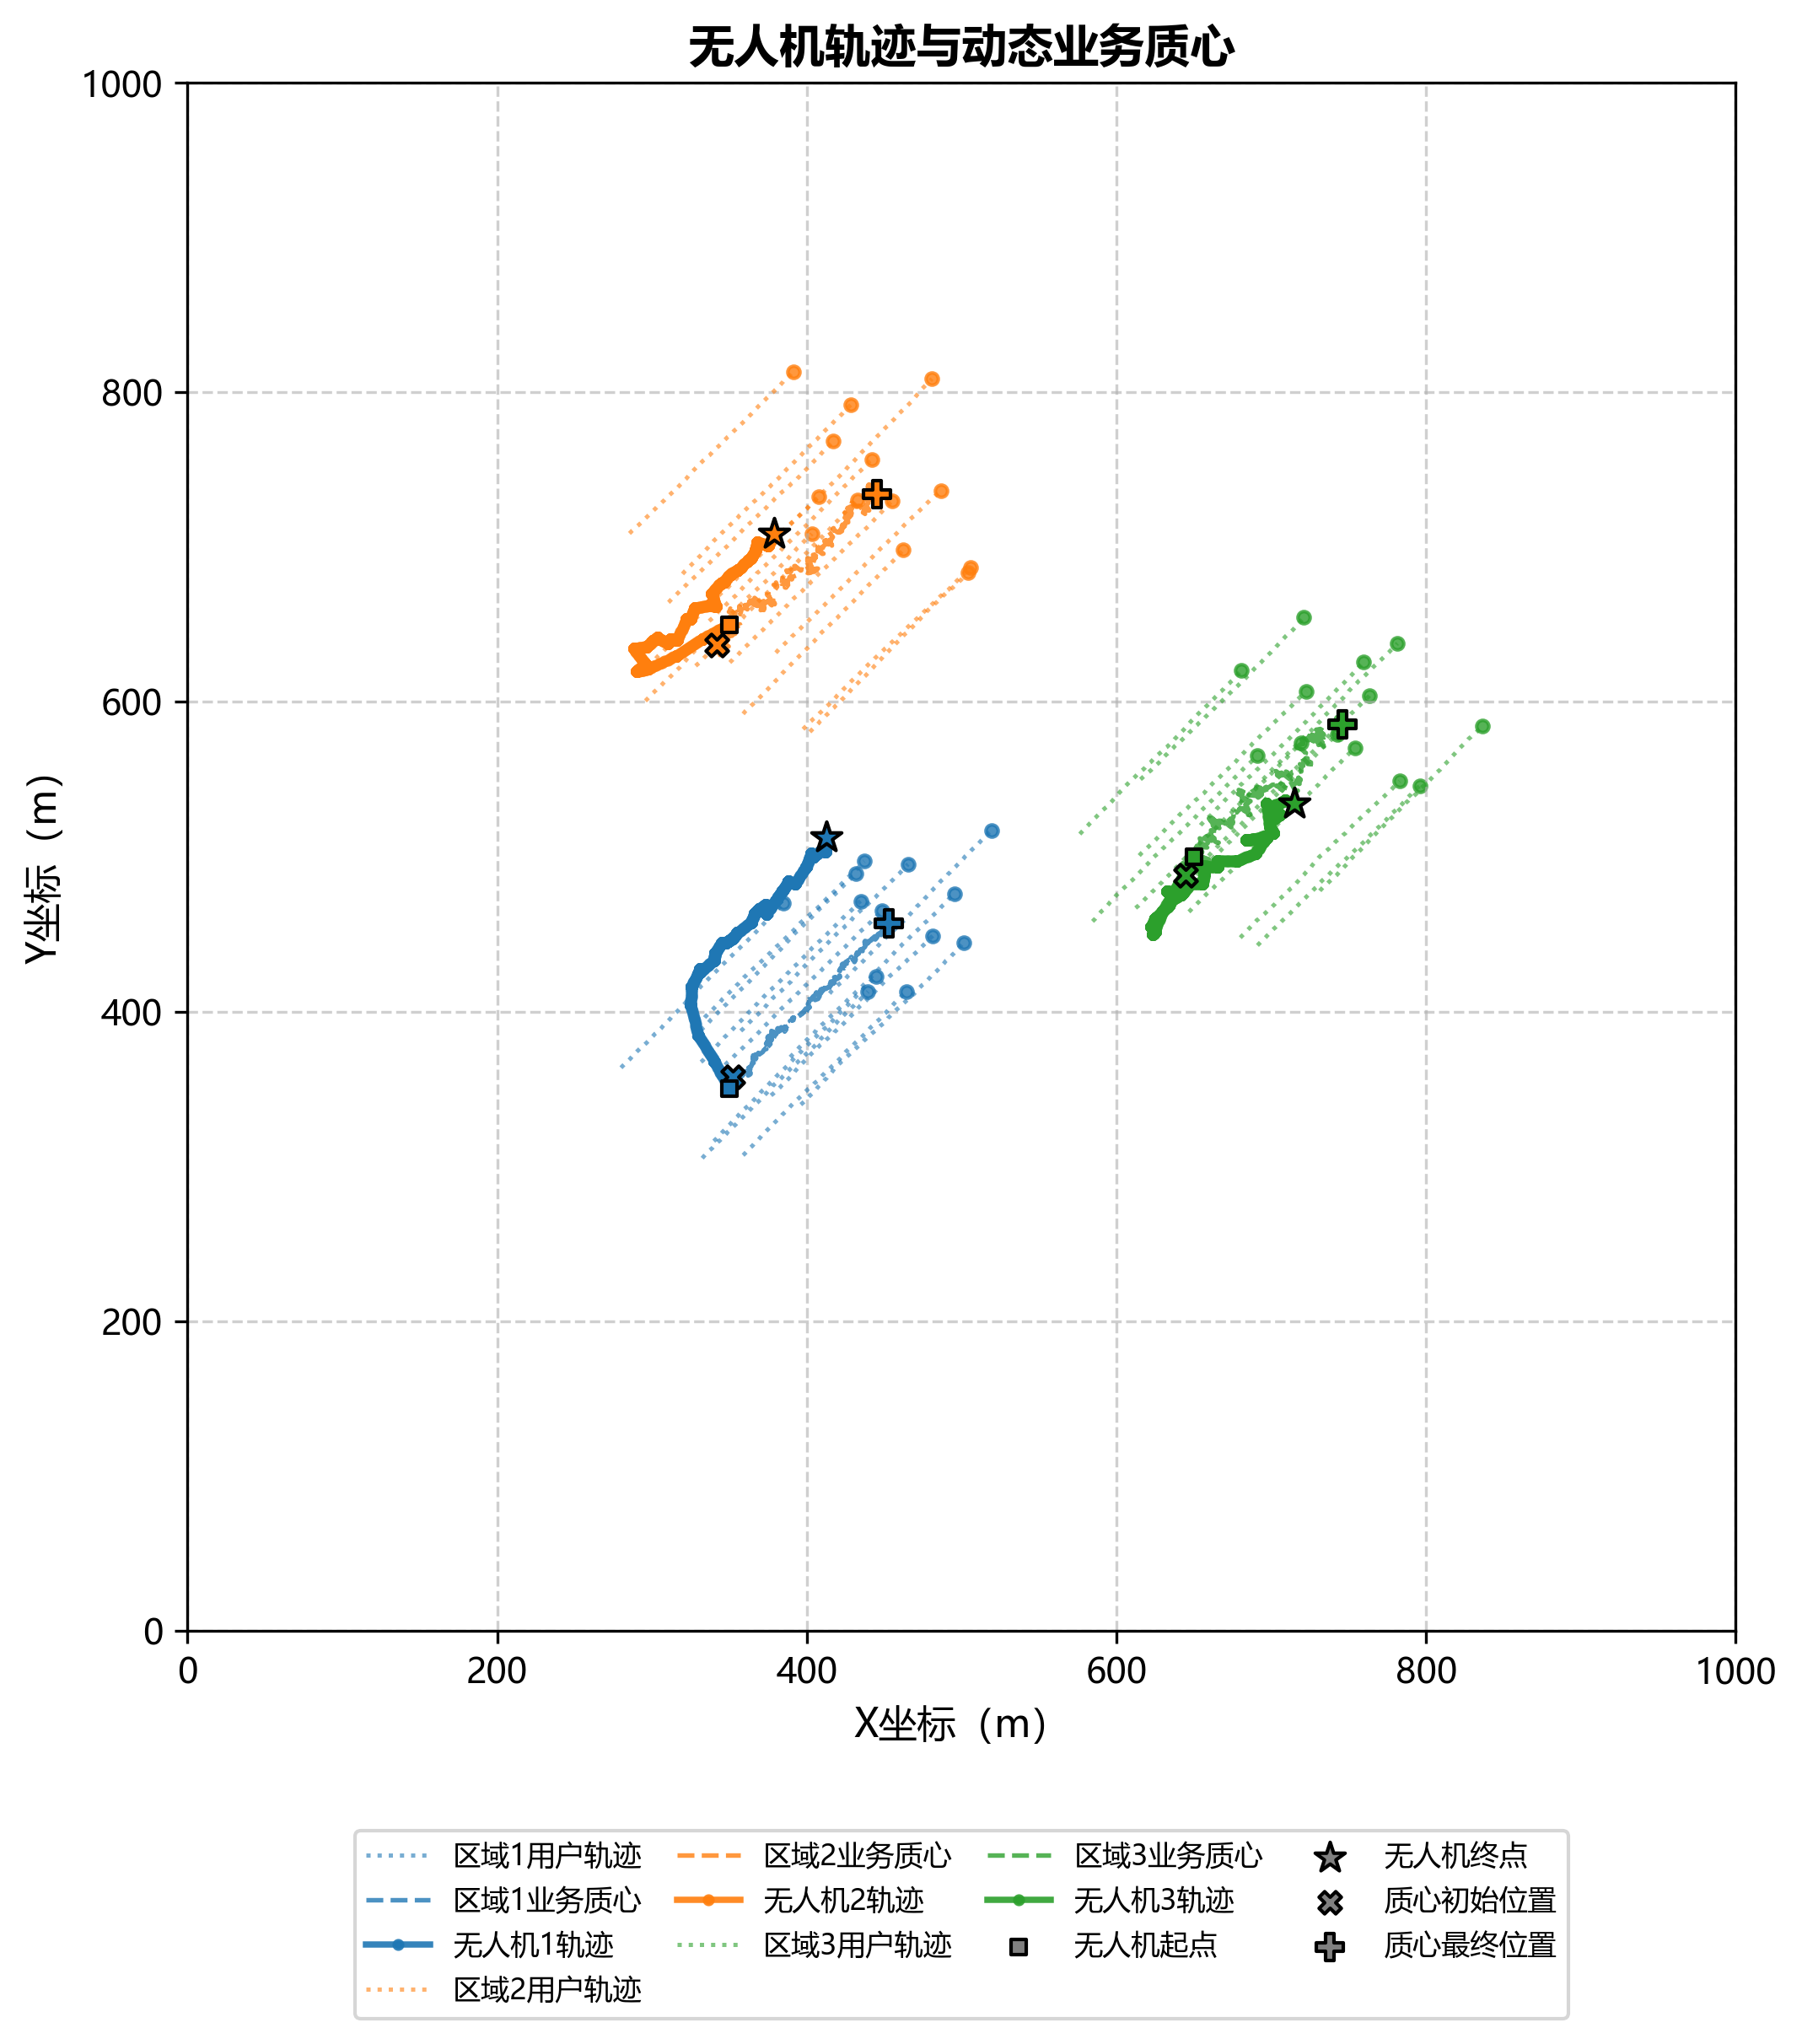 无人机轨迹与动态业务质心
1000
800
600
400
200
0
Y坐标（m）
0 200 400 600 800 1000
X坐标（m）
区域1用户轨迹 区域2业务质心 区域3业务质心 无人机终点
区域1业务质心 无人机2轨迹 无人机3轨迹 质心初始位置
无人机1轨迹 区域3用户轨迹 无人机起点 质心最终位置
区域2用户轨迹